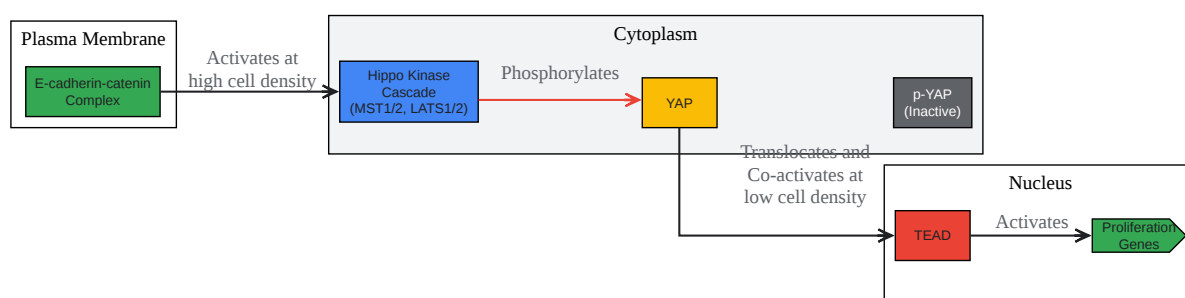 Plasma Membrane
E-cadherin-catenin
Complex
Activates at
high cell density
Cytoplasm
Hippo Kinase
Cascade
(MST1/2, LATS1/2)
Phosphorylates
YAP
p-YAP
(Inactive)
Translocates and
Co-activates at
low cell density
Nucleus
TEAD
Activates
Proliferation
Genes